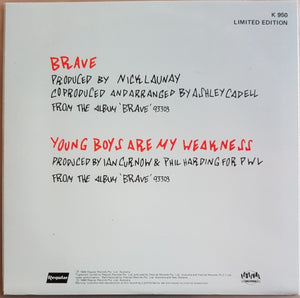 K 950
LIMITED EDITION
BRAVE
PRODUCED BY NICK LAUNAY
COPRODUCED AND ARRANGED BY ASHLEY CADELL
FROM THE ALBUM 'BRAVE' 93303
YOUNG BOYS ARE MY WEAKNESS
PRODUCED BY IAN CURNOW & PHIL HARDING FOR PWL
FROM THE ALBUM 'BRAVE' 93303
Regular